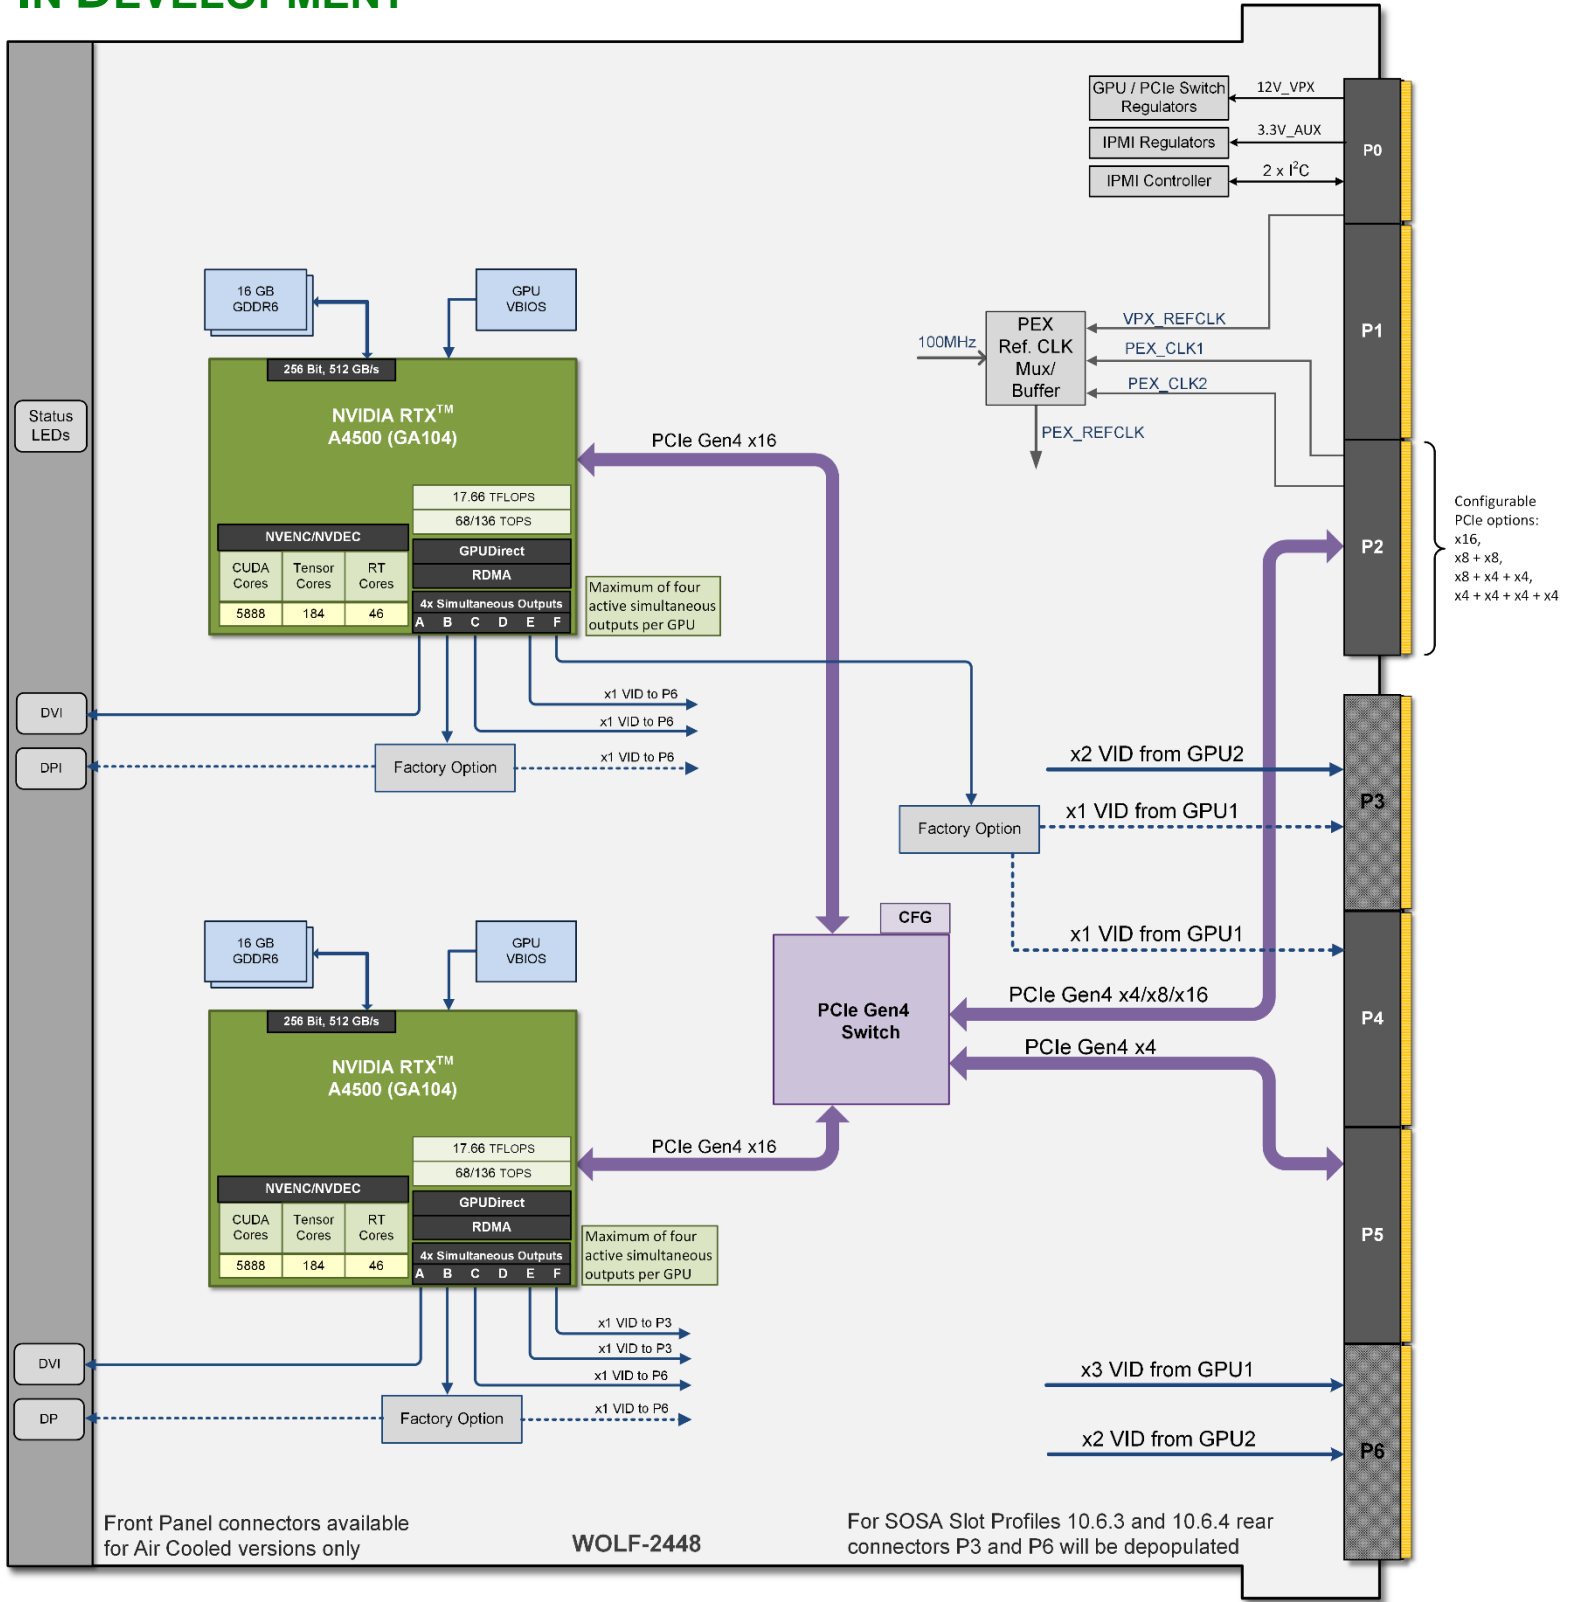 IN DEVELOPMENT
GPU / PCIe Switch
Regulators
12V_VPX
IPMI Regulators
3.3V_AUX
IPMI Controller
2 x I²C
P0
16 GB
GDDR6
GPU
VBIOS
256 Bit, 512 GB/s
NVIDIA RTX™
A4500 (GA104)
17.66 TFLOPS
68/136 TOPS
NVENC/NVDEC
GPUDirect
RDMA
CUDA
Cores
Tensor
Cores
RT
Cores
5888
184
46
4x Simultaneous Outputs
A B C D E F
Maximum of four
active simultaneous
outputs per GPU
Status
LEDs
PCIe Gen4 x16
100MHz
PEX
Ref. CLK
Mux/
Buffer
VPX_REFCLK
PEX_CLK1
PEX_CLK2
PEX_REFCLK
P1
P2
Configurable
PCIe options:
x16,
x8 + x8,
x8 + x4 + x4,
x4 + x4 + x4 + x4
DVI
DPI
x1 VID to P6
x1 VID to P6
Factory Option
x1 VID to P6
x2 VID from GPU2
P3
Factory Option
x1 VID from GPU1
x1 VID from GPU1
CFG
PCIe Gen4
Switch
PCIe Gen4 x4/x8/x16
PCIe Gen4 x4
P4
16 GB
GDDR6
GPU
VBIOS
256 Bit, 512 GB/s
NVIDIA RTX™
A4500 (GA104)
17.66 TFLOPS
68/136 TOPS
NVENC/NVDEC
GPUDirect
RDMA
CUDA
Cores
Tensor
Cores
RT
Cores
5888
184
46
4x Simultaneous Outputs
A B C D E F
PCIe Gen4 x16
Maximum of four
active simultaneous
outputs per GPU
P5
x1 VID to P3
x1 VID to P3
x1 VID to P6
DVI
DP
Factory Option
x1 VID to P6
x3 VID from GPU1
x2 VID from GPU2
P6
Front Panel connectors available
for Air Cooled versions only
WOLF-2448
For SOSA Slot Profiles 10.6.3 and 10.6.4 rear
connectors P3 and P6 will be depopulated